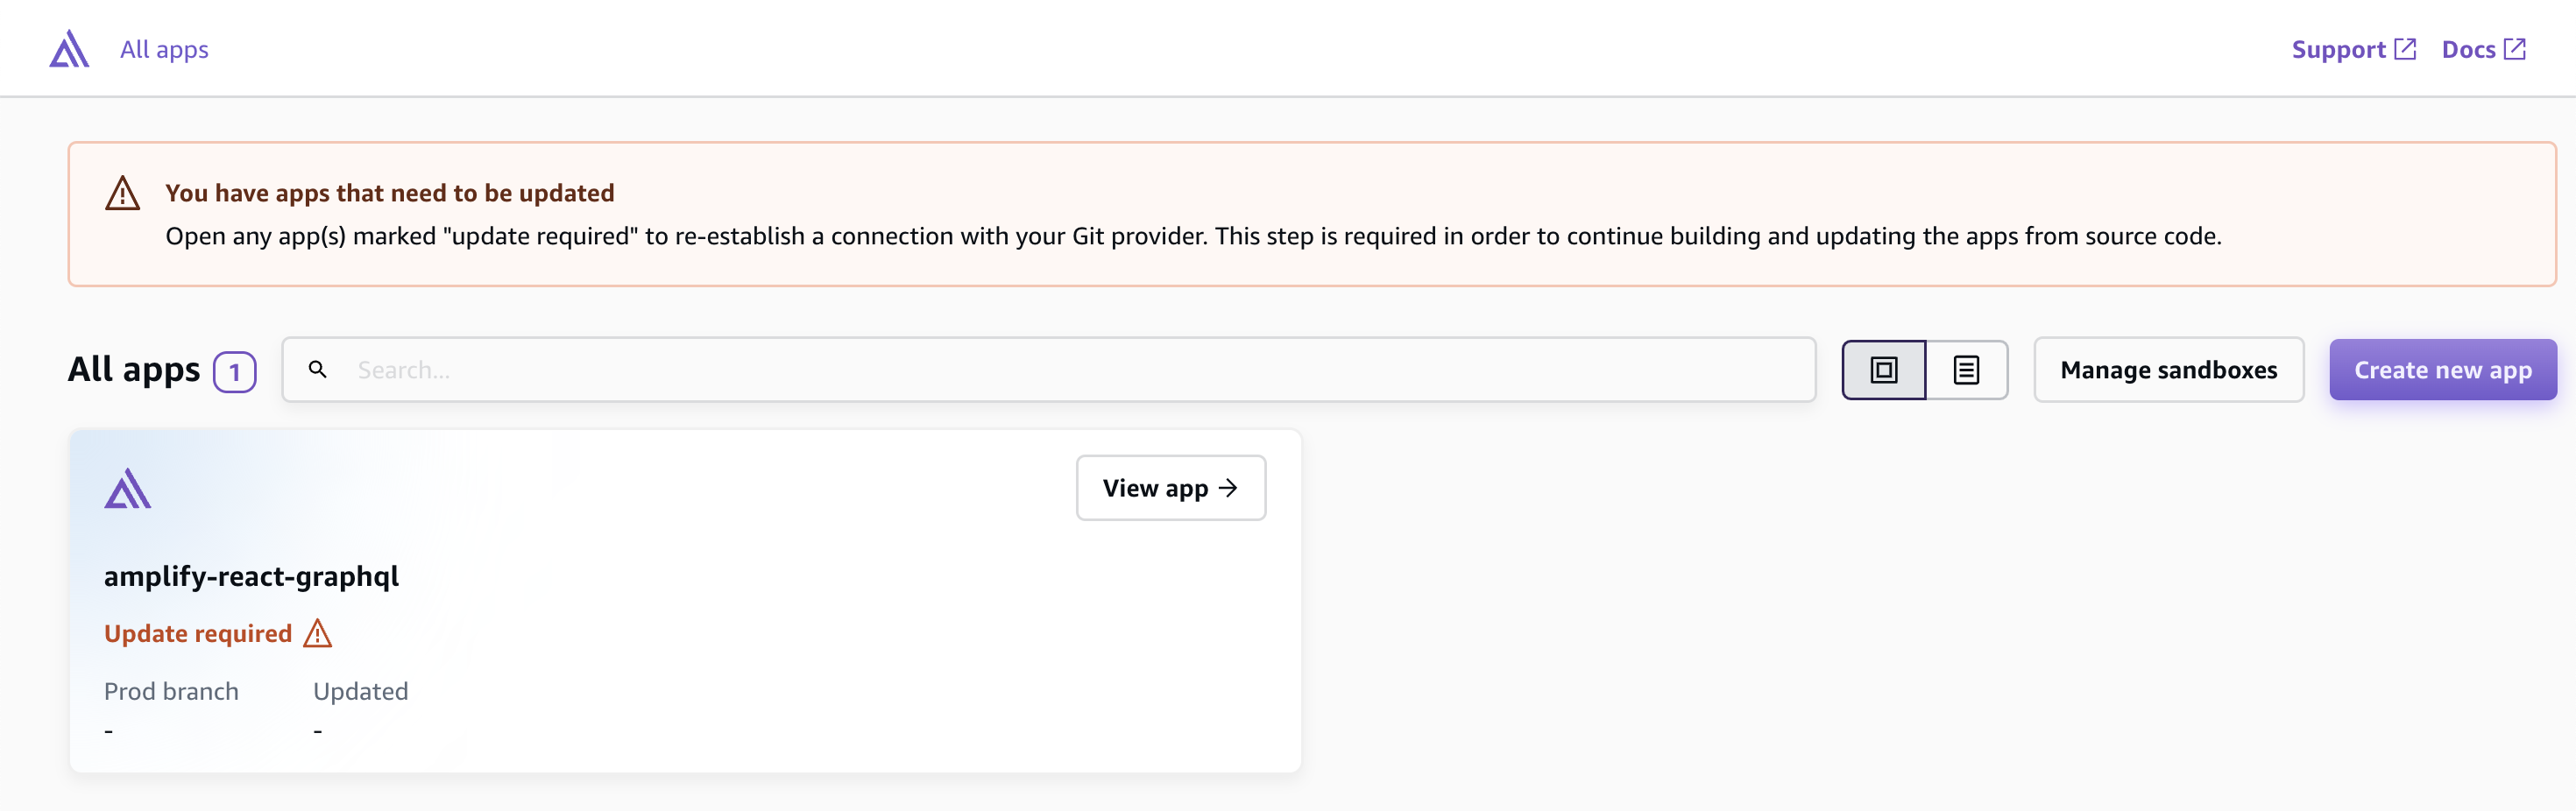 All apps
Support
Docs
You have apps that need to be updated
Open any app(s) marked "update required" to re-establish a connection with your Git provider. This step is required in order to continue building and updating the apps from source code.
All apps 1
Search...
Manage sandboxes
Create new app
View app
amplify-react-graphql
Update required
Prod branch
Updated
-
-